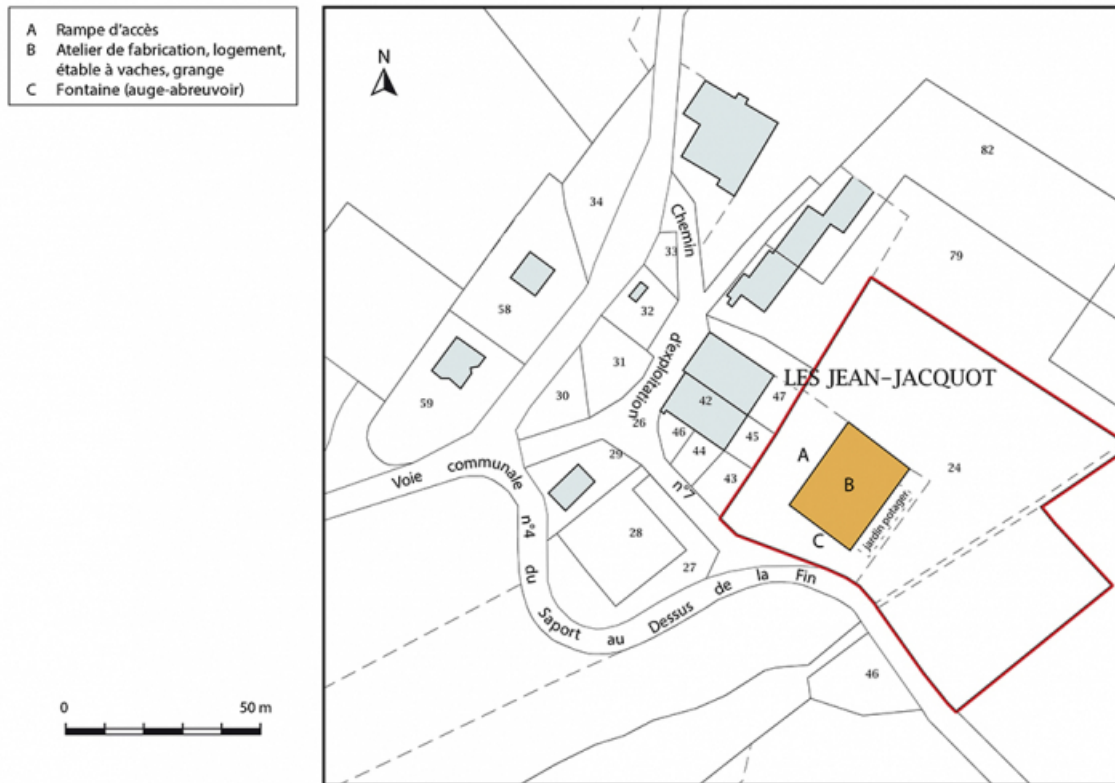 A Rampe d'accès
B Atelier de fabrication, logement,
étable à vaches, grange
C Fontaine (auge-abreuvoir)
N
82
34
Chemin
33
79
58
32
d'exploitation
31
LES JEAN-JACQUOT
59
30
42
47
26
46
45
44
29
A
24
Voie communale n°4 du Saport au Dessus de la Fin
43
B
n°7
jardin potager
28
C
27
46
0 50 m